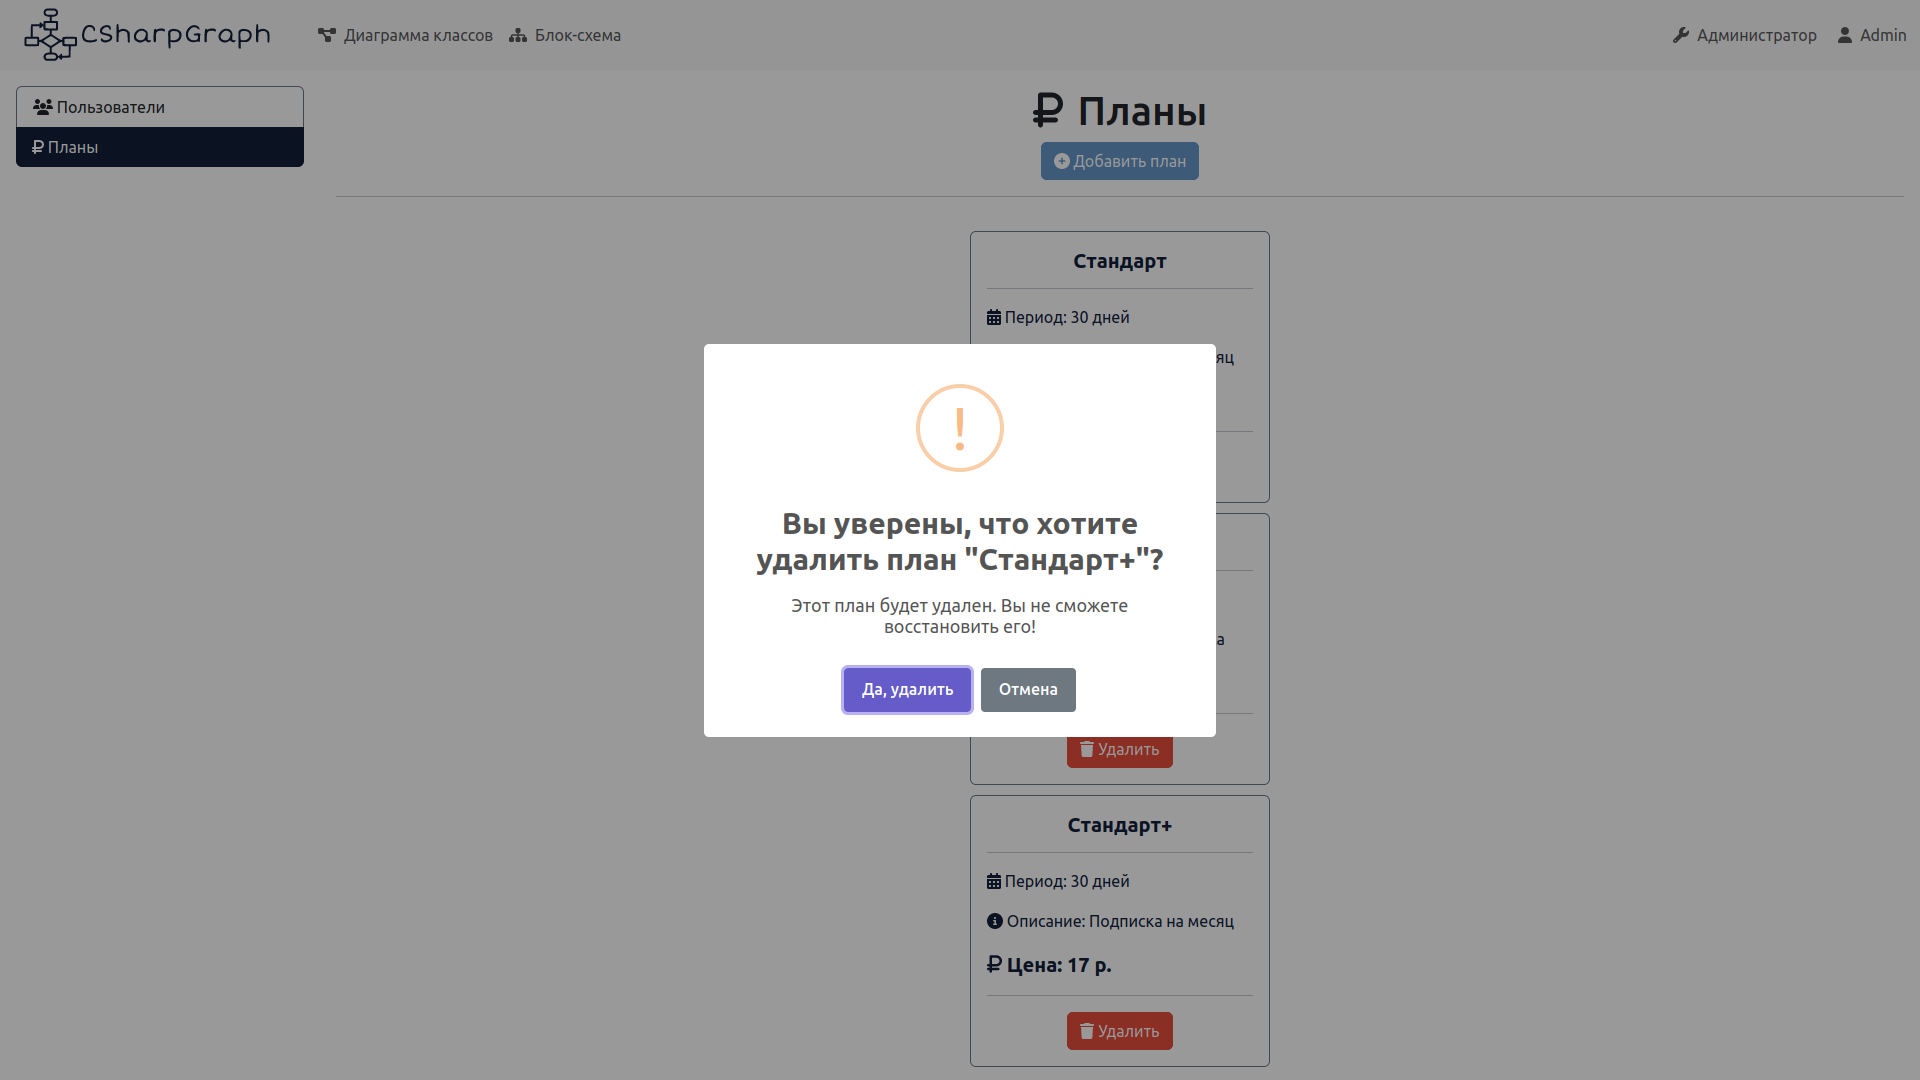 CSharpGraph
Диаграмма классов
Блок-схема
Администратор
Admin
Пользователи
Планы
Планы
Добавить план
Стандарт
Период: 30 дней
яц
Вы уверены, что хотите
удалить план "Стандарт+"?
Этот план будет удален. Вы не сможете
восстановить его!
а
Да, удалить
Отмена
Удалить
Стандарт+
Период: 30 дней
Описание: Подписка на месяц
Цена: 17 р.
Удалить